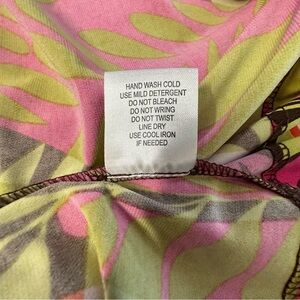 HAND WASH COLD
USE MILD DETERGENT
DO NOT BLEACH
DO NOT WRING
DO NOT TWIST
LINE DRY
USE COOL IRON
IF NEEDED